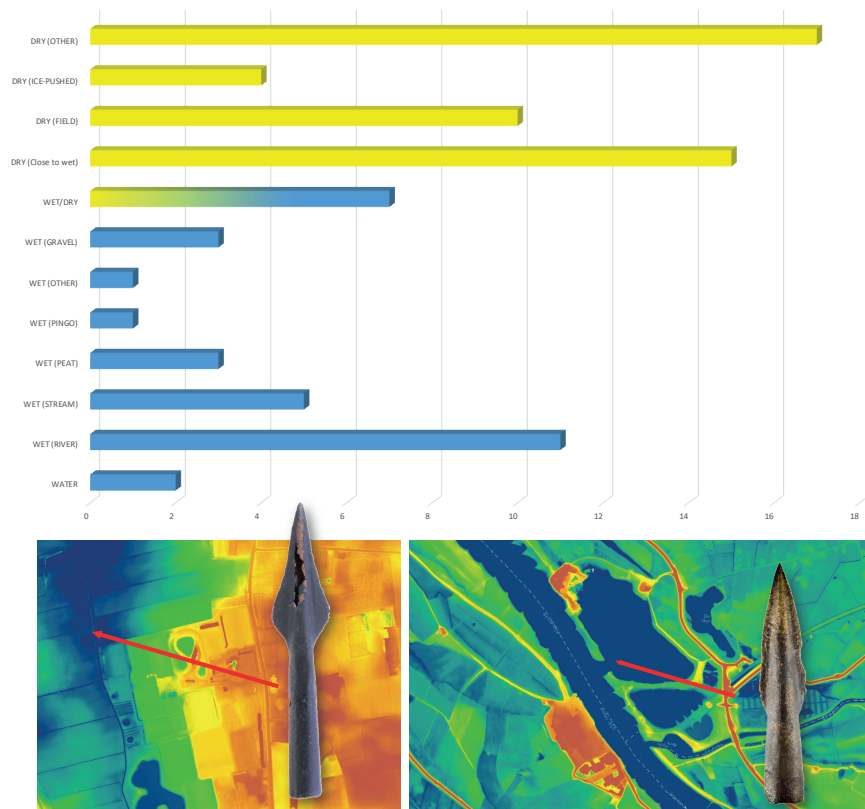 DRY (OTHER)
DRY (ICE-PUSHED)
DRY (FIELD)
DRY (Close to wet)
WET/DRY
WET (GRAVEL)
WET (OTHER)
WET (PINGO)
WET (PEAT)
WET (STREAM)
WET (RIVER)
WATER
0 2 4 6 8 10 12 14 16 18